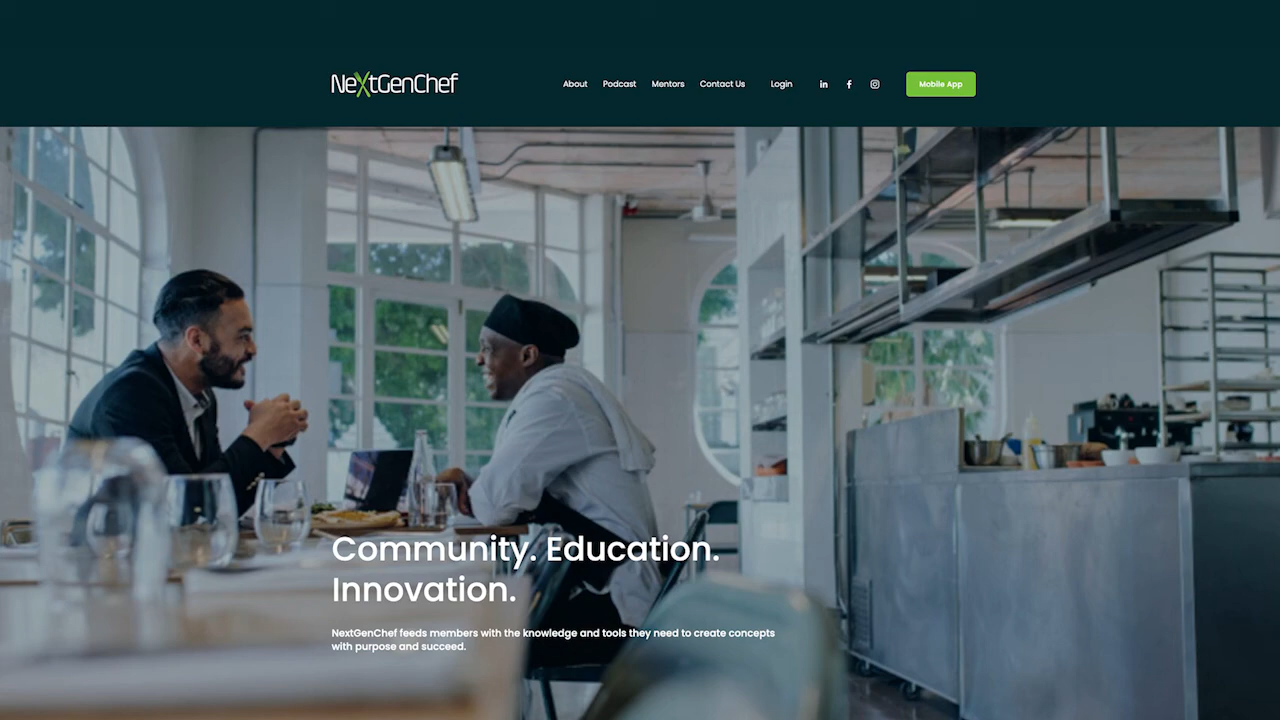 NeXtGenChef
About Podcast Mentors Contact Us Login Mobile App
Community. Education.
Innovation.
NextGenChef feeds members with the knowledge and tools they need to create concepts
with purpose and succeed.